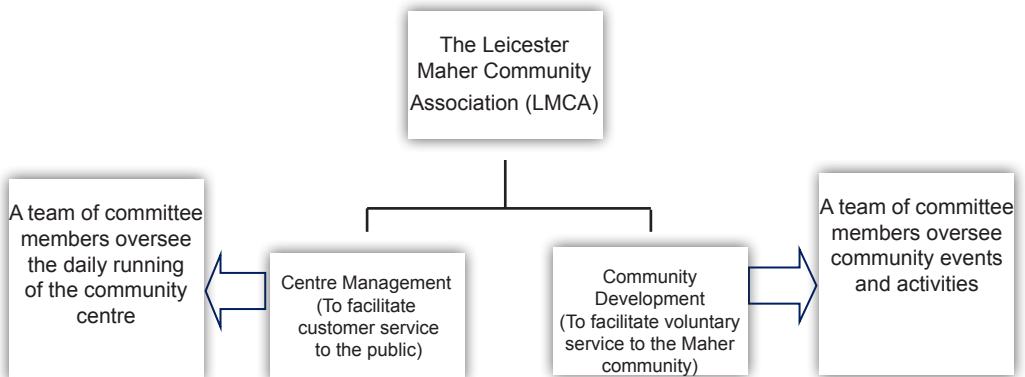 The Leicester
Maher Community
Association (LMCA)
A team of committee
members oversee
the daily running
of the community
centre
Centre Management
(To facilitate
customer service
to the public)
Community
Development
(To facilitate voluntary
service to the Maher
community)
A team of committee
members oversee
community events
and activities